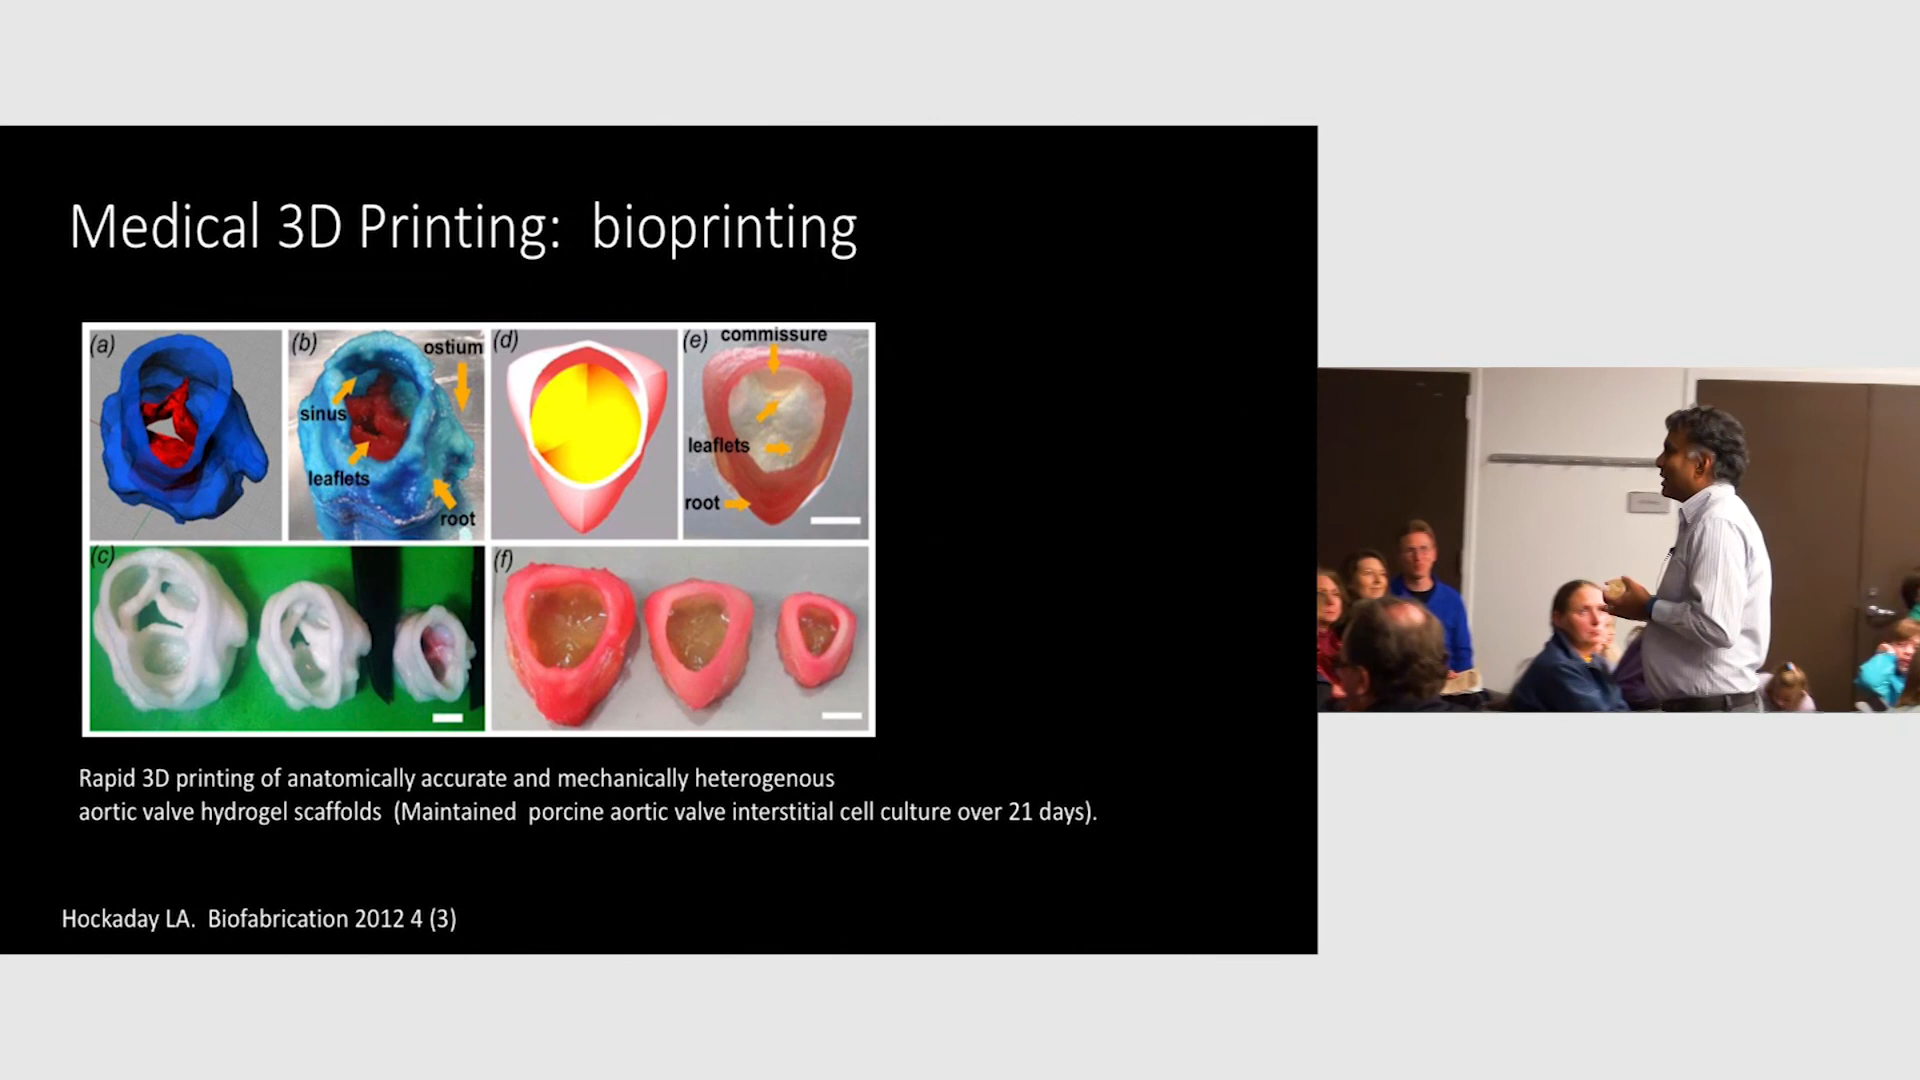 Medical 3D Printing: bioprinting
(a)
(b)
ostium
sinus
leaflets
root
(d)
(e)
commissure
leaflets
root
(c)
(f)
Rapid 3D printing of anatomically accurate and mechanically heterogenous
aortic valve hydrogel scaffolds (Maintained porcine aortic valve interstitial cell culture over 21 days).
Hockaday LA. Biofabrication 2012 4 (3)